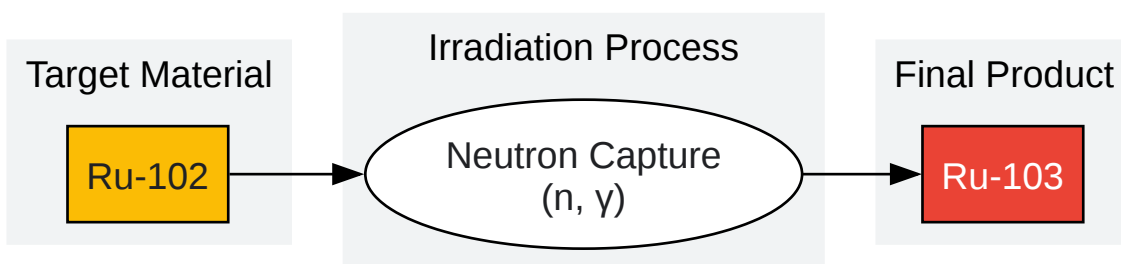 Target Material
Ru-102
Irradiation Process
Neutron Capture
(n, γ)
Final Product
Ru-103